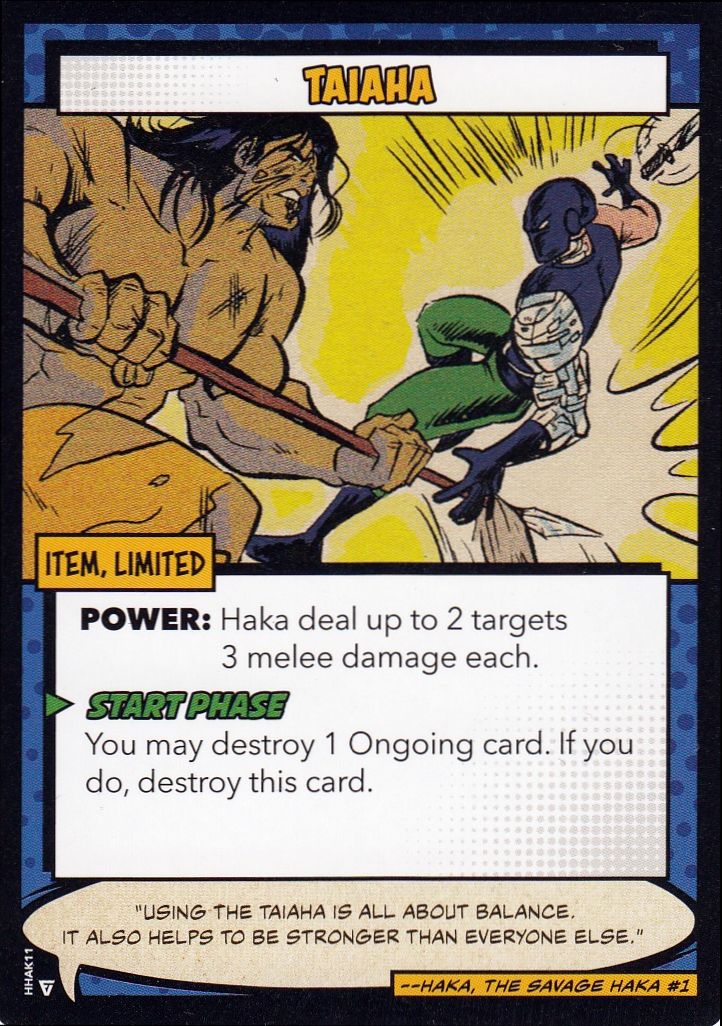 TAIAHA
ITEM, LIMITED
POWER: Haka deal up to 2 targets
3 melee damage each.
START PHASE
You may destroy 1 Ongoing card. If you
do, destroy this card.
"USING THE TAIAHA IS ALL ABOUT BALANCE.
IT ALSO HELPS TO BE STRONGER THAN EVERYONE ELSE."
--HAKA, THE SAVAGE HAKA #1
HHAK11